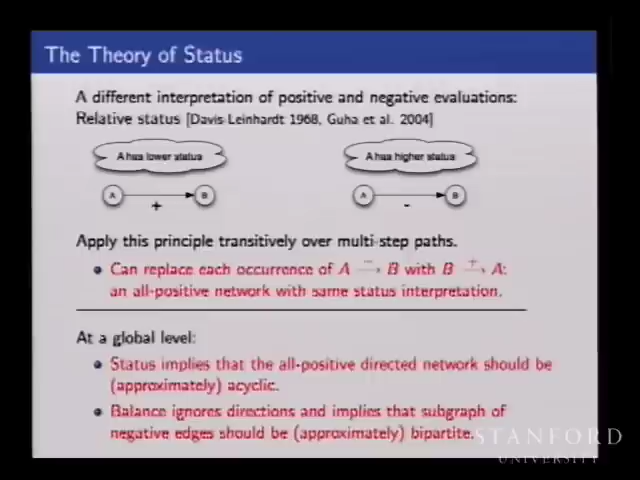 The Theory of Status
A different interpretation of positive and negative evaluations:
Relative status [Davis-Leinhardt 1968, Guha et al. 2004]
A has lower status
A has higher status
A B
+
A B
-
Apply this principle transitively over multi-step paths.
Can replace each occurrence of A −→ B with B +→ A:
an all-positive network with same status interpretation.
At a global level:
Status implies that the all-positive directed network should be
(approximately) acyclic.
Balance ignores directions and implies that subgraph of
negative edges should be (approximately) bipartite.
STANFORD
UNIVERSITY